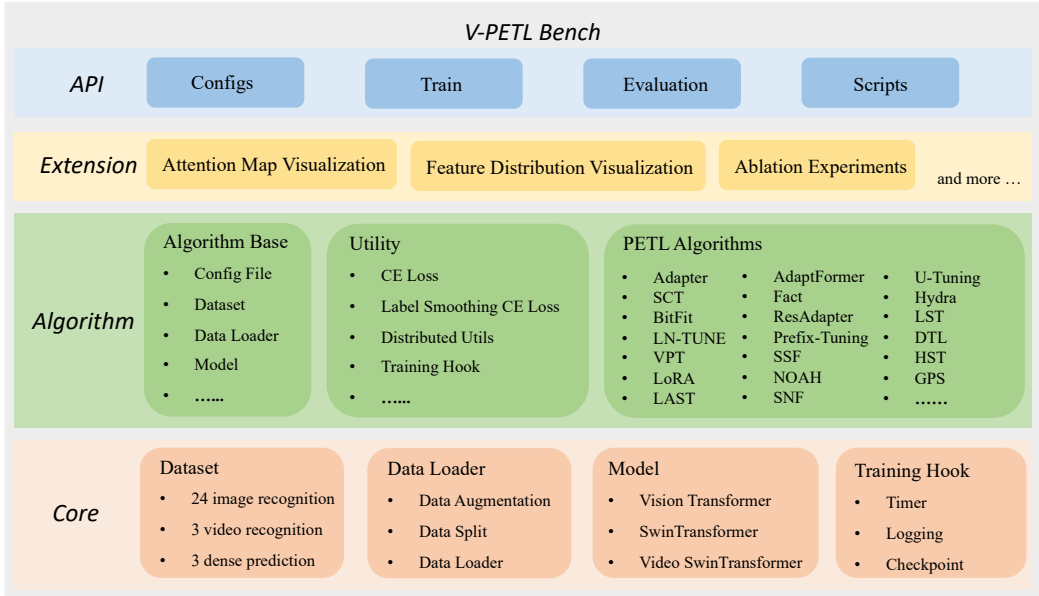 V-PETL Bench
API
Configs
Train
Evaluation
Scripts
Extension
Attention Map Visualization
Feature Distribution Visualization
Ablation Experiments
and more …
Algorithm
Algorithm Base
• Config File
• Dataset
• Data Loader
• Model
• …...
Utility
• CE Loss
• Label Smoothing CE Loss
• Distributed Utils
• Training Hook
• …...
PETL Algorithms
• Adapter
• SCT
• BitFit
• LN-TUNE
• VPT
• LoRA
• LAST
• AdaptFormer
• Fact
• ResAdapter
• Prefix-Tuning
• SSF
• NOAH
• SNF
• U-Tuning
• Hydra
• LST
• DTL
• HST
• GPS
• ……
Core
Dataset
• 24 image recognition
• 3 video recognition
• 3 dense prediction
Data Loader
• Data Augmentation
• Data Split
• Data Loader
Model
• Vision Transformer
• SwinTransformer
• Video SwinTransformer
Training Hook
• Timer
• Logging
• Checkpoint